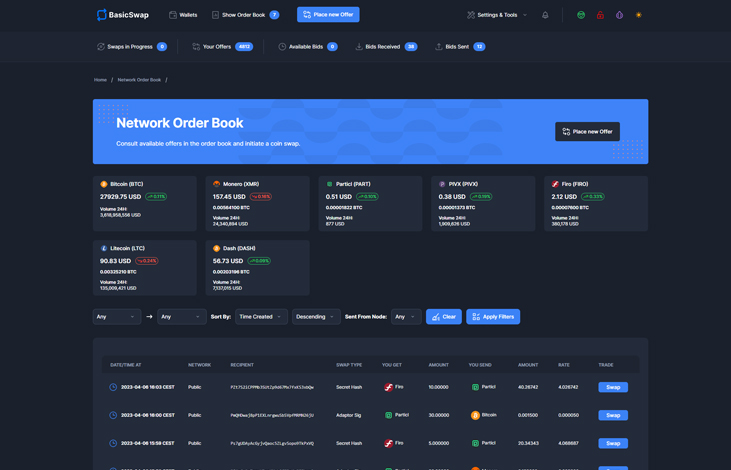 BasicSwap Wallets Show Order Book 7 Place new Offer Settings & Tools
Swaps in Progress 0 Your Offers 4813 Available Bids 0 Bids Received 38 Bids Sent 13
Home / Network Order Book /
Network Order Book
Consult available offers in the order book and initiate a coin swap.
Place new Offer
Bitcoin (BTC)
27929.75 USD 0.11%
Volume 24H:
3,616,958,556 USD
Monero (XMR)
157.45 USD 0.16%
0.00564100 BTC
Volume 24H:
24,340,894 USD
Particl (PART)
0.51 USD 0.10%
0.00001822 BTC
Volume 24H:
877 USD
PIVX (PIVX)
0.38 USD 0.19%
0.00001373 BTC
Volume 24H:
1,909,626 USD
Firo (FIRO)
2.12 USD 0.33%
0.00007600 BTC
Volume 24H:
380,178 USD
Litecoin (LTC)
90.83 USD 0.24%
0.00325210 BTC
Volume 24H:
135,009,421 USD
Dash (DASH)
56.73 USD 0.09%
0.00203196 BTC
Volume 24H:
7,137,015 USD
Any → Any Sort By: Time Created Descending Sent From Node: Any Clear Apply Filters
DATE/TIME AT NETWORK RECIPIENT SWAP TYPE YOU GET AMOUNT YOU SEND AMOUNT RATE TRADE
2023-04-06 16:03 CEST Public Secret Hash Firo 10.00000 Particl 40.26742 4.026742 Swap
2023-04-06 16:00 CEST Public Adaptor Sig Particl 30.00000 Bitcoin 0.001500 0.000050 Swap
2023-04-06 15:59 CEST Public Secret Hash Firo 5.000000 Particl 20.34343 4.068687 Swap